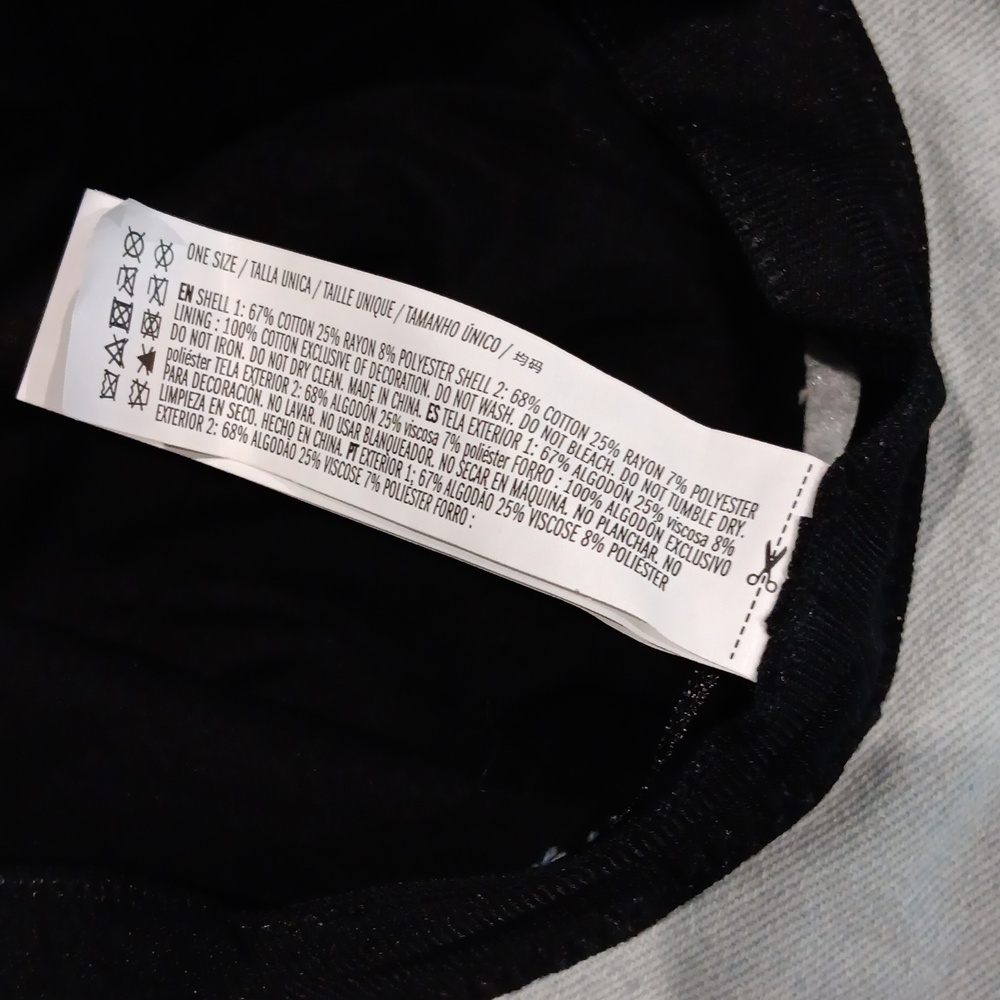 ONE SIZE / TALLA UNICA / TAILLE UNIQUE / TAMANHO ÚNICO / 均码
EN SHELL 1: 67% COTTON 25% RAYON 8% POLYESTER SHELL 2: 68% COTTON 25% RAYON 7% POLYESTER
LINING : 100% COTTON EXCLUSIVE OF DECORATION. DO NOT WASH. DO NOT BLEACH. DO NOT TUMBLE DRY.
DO NOT IRON. DO NOT DRY CLEAN. MADE IN CHINA. ES TELA EXTERIOR 1: 67% ALGODÓN 25% viscosa 8%
poliéster TELA EXTERIOR 2: 68% ALGODÓN 25% viscosa 7% poliéster FORRO : 100% ALGODÓN EXCLUSIVO
PARA DECORACIÓN. NO LAVAR. NO USAR BLANQUEADOR. NO SECAR EN MAQUINA. NO PLANCHAR. NO
LIMPIEZA EN SECO. HECHO EN CHINA. PT EXTERIOR 1: 67% ALGODÃO 25% VISCOSE 8% POLIÉSTER
EXTERIOR 2: 68% ALGODÃO 25% VISCOSE 7% POLIÉSTER FORRO :